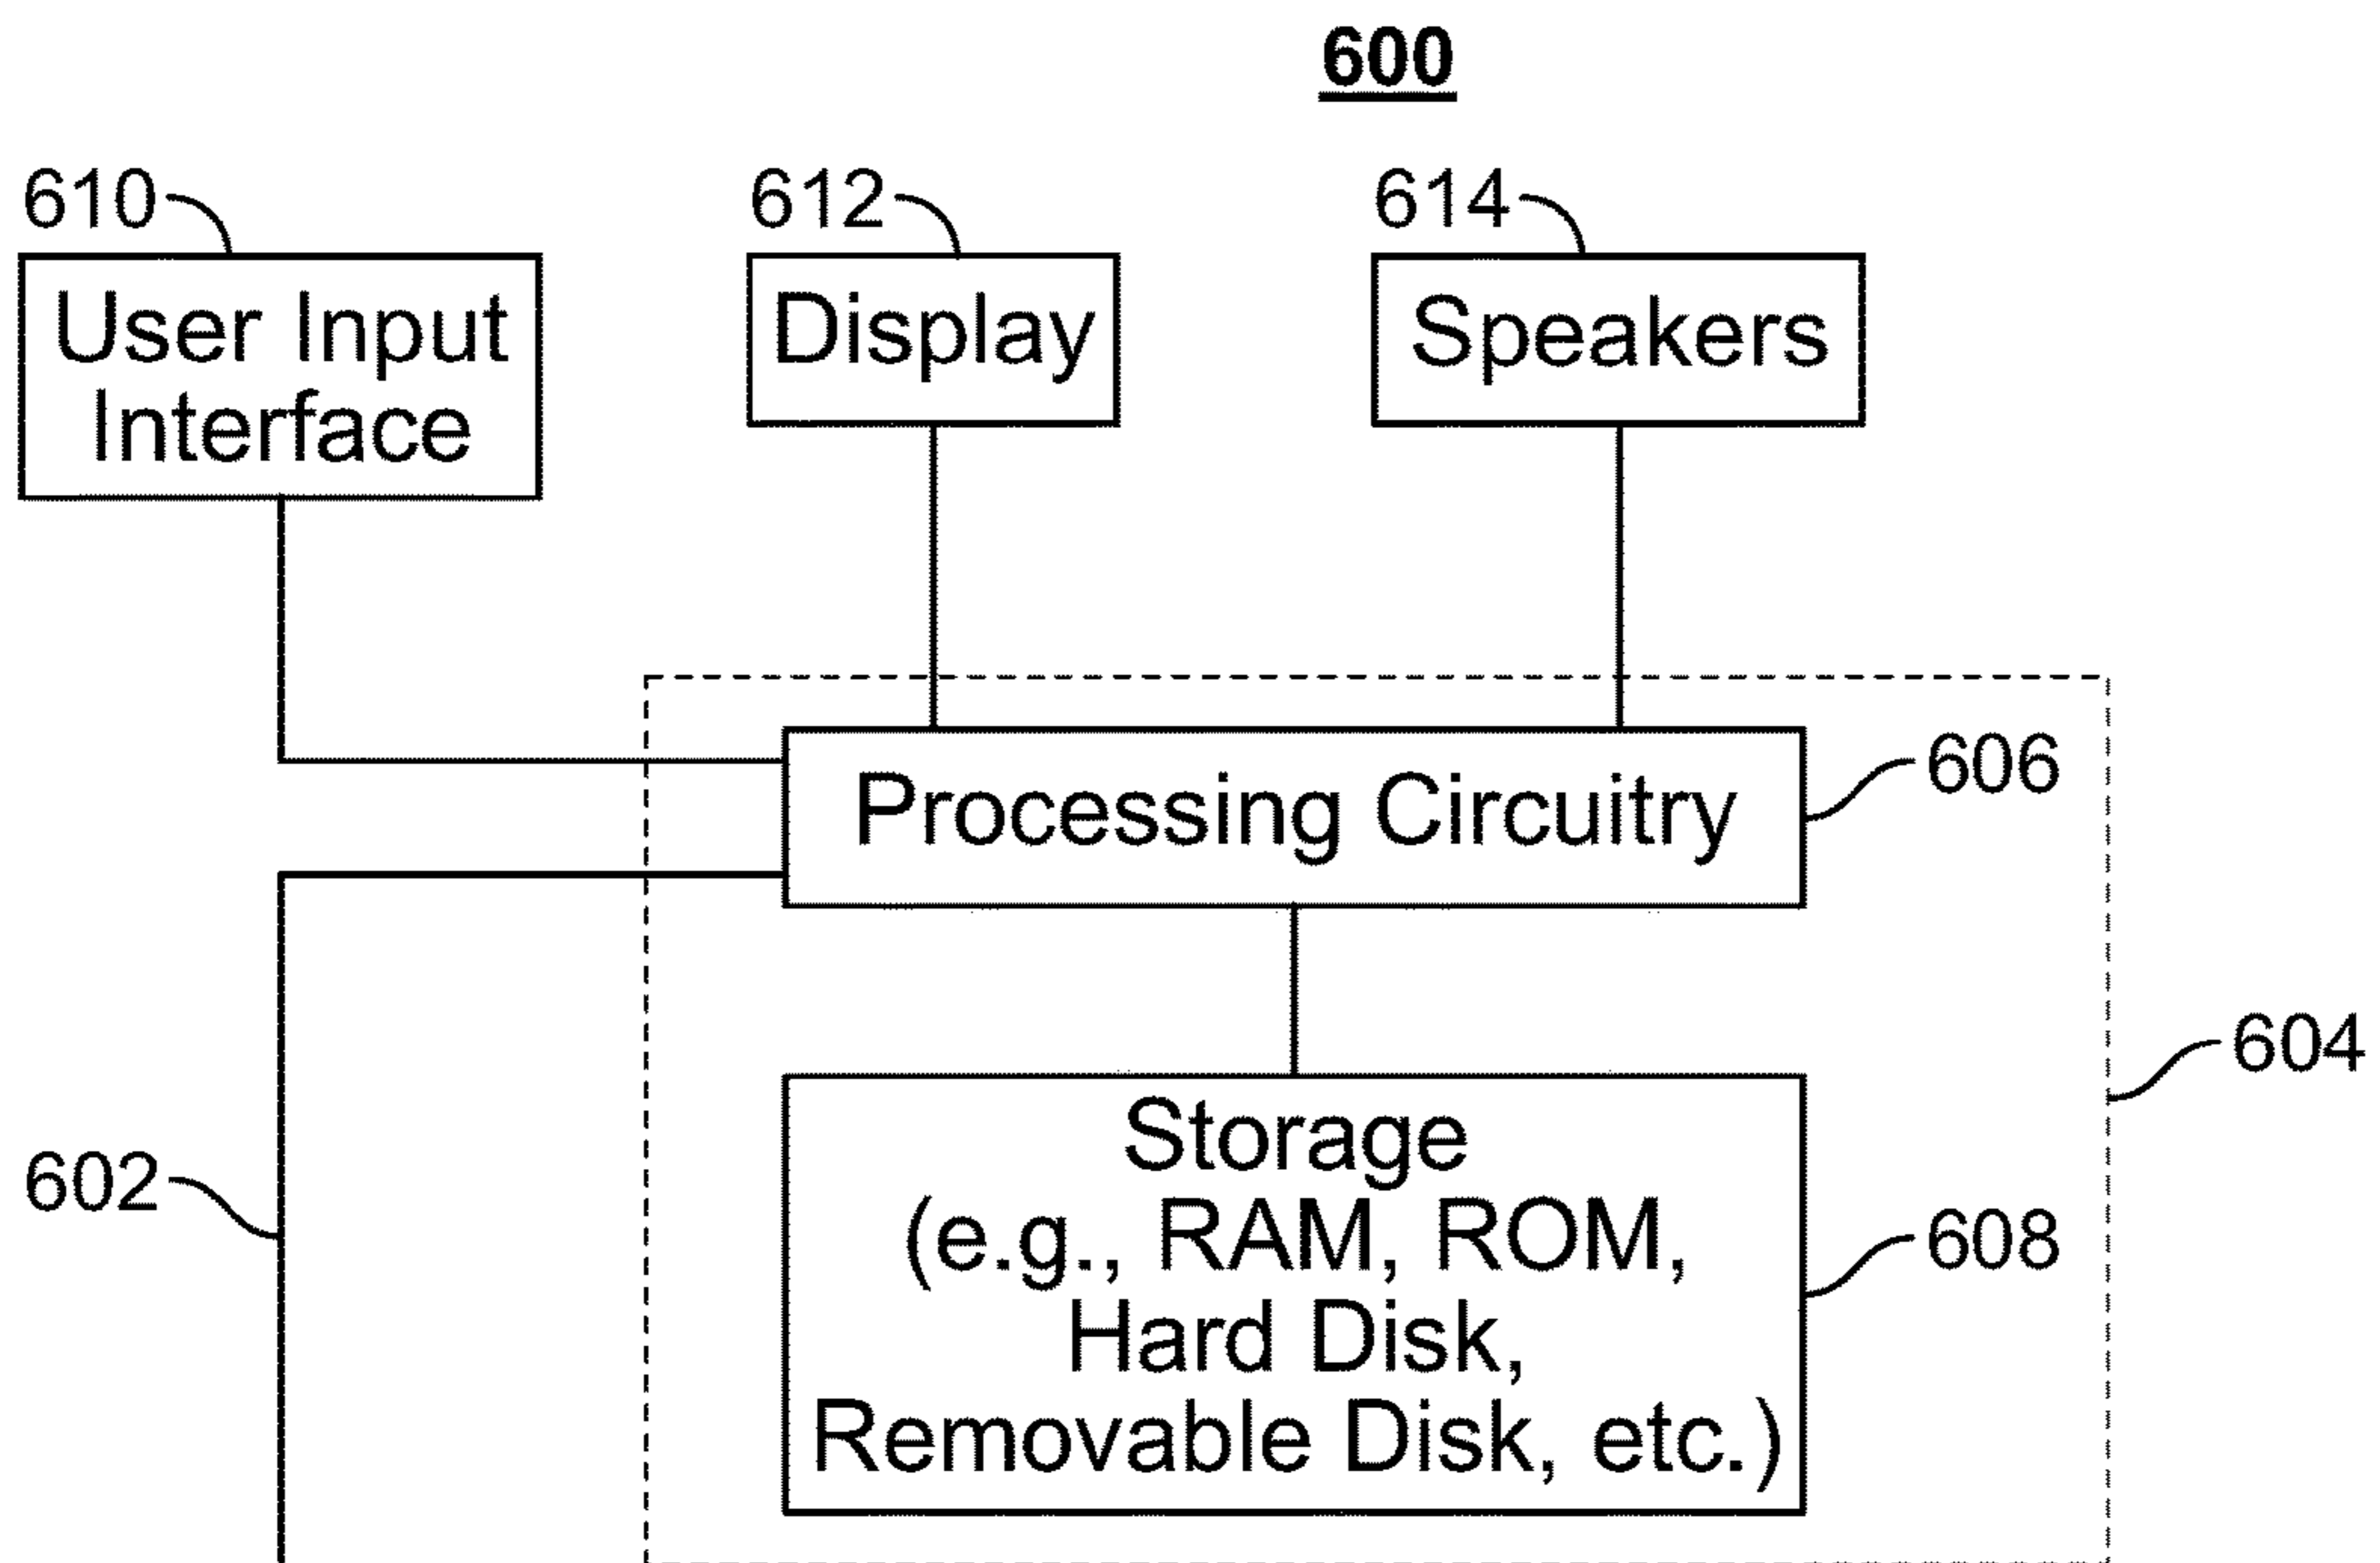 600
610
612
614
User Input
Interface
Display
Speakers
Processing Circuitry
606
604
602
Storage
(e.g., RAM, ROM,
Hard Disk,
Removable Disk, etc.)
608